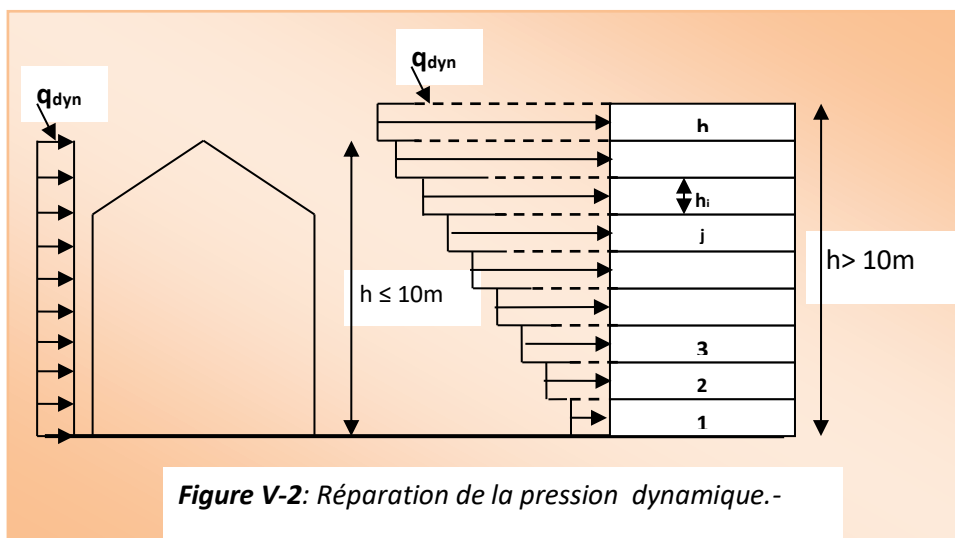 qdyn
qdyn
h
hi
j
h ≤ 10m
h> 10m
3
2
1
Figure V-2: Réparation de la pression dynamique.-